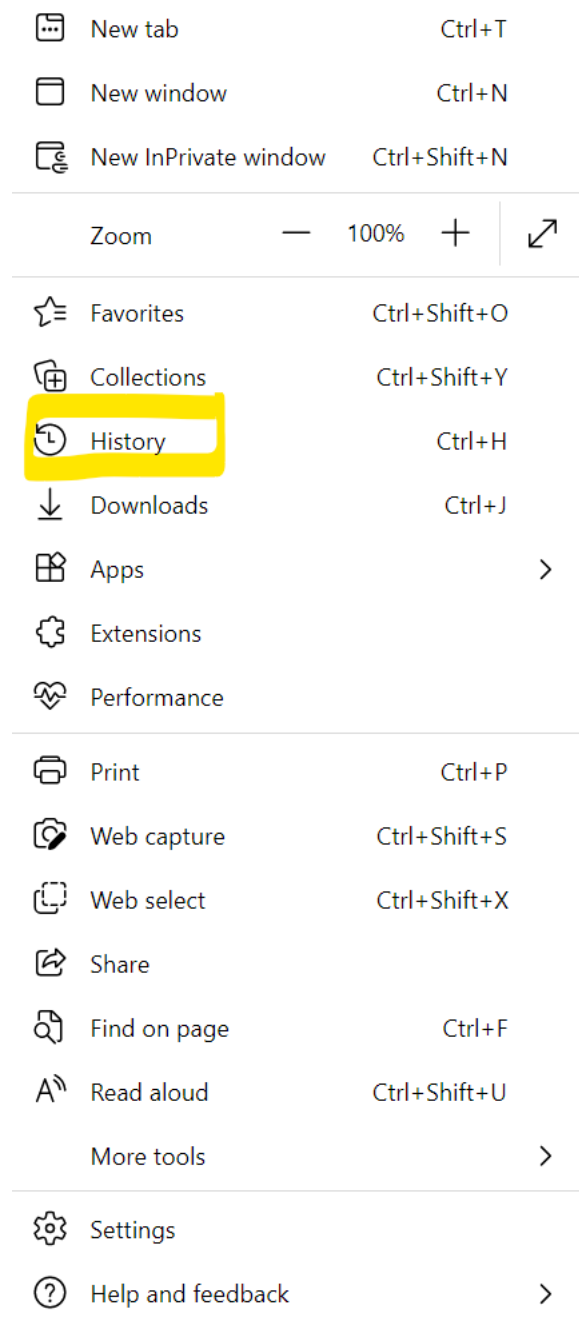 New tab Ctrl+T
New window Ctrl+N
New InPrivate window Ctrl+Shift+N
Zoom — 100% +
Favorites Ctrl+Shift+O
Collections Ctrl+Shift+Y
History Ctrl+H
Downloads Ctrl+J
Apps
Extensions
Performance
Print Ctrl+P
Web capture Ctrl+Shift+S
Web select Ctrl+Shift+X
Share
Find on page Ctrl+F
Read aloud Ctrl+Shift+U
More tools
Settings
Help and feedback